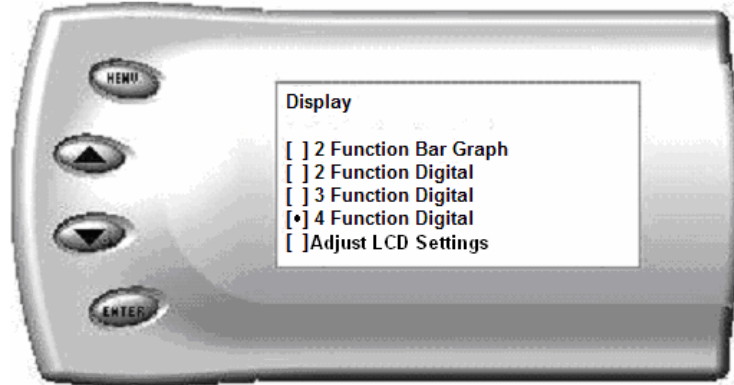 MENU
Display
[ ] 2 Function Bar Graph
[ ] 2 Function Digital
[ ] 3 Function Digital
[•] 4 Function Digital
[ ]Adjust LCD Settings
ENTER